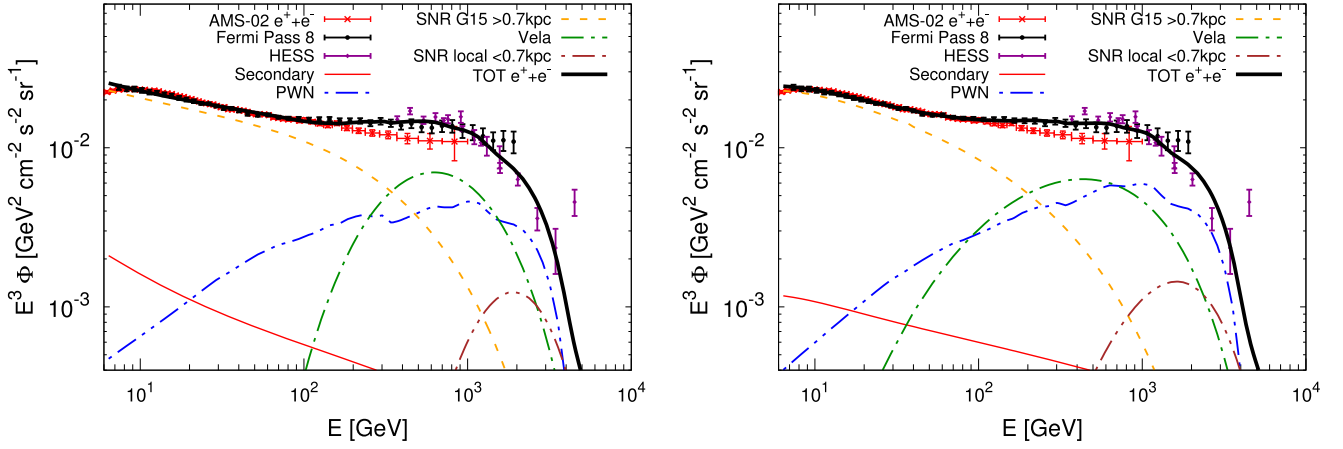 AMS-02 e⁺+e⁻
Fermi Pass 8
HESS
Secondary
PWN
SNR G15 >0.7kpc
Vela
SNR local <0.7kpc
TOT e⁺+e⁻
E³ Φ [GeV² cm⁻² s⁻² sr⁻¹]
10⁻²
10⁻³
10¹ 10² 10³ 10⁴
E [GeV]
AMS-02 e⁺+e⁻
Fermi Pass 8
HESS
Secondary
PWN
SNR G15 >0.7kpc
Vela
SNR local <0.7kpc
TOT e⁺+e⁻
E³ Φ [GeV² cm⁻² s⁻² sr⁻¹]
10⁻²
10⁻³
10¹ 10² 10³ 10⁴
E [GeV]